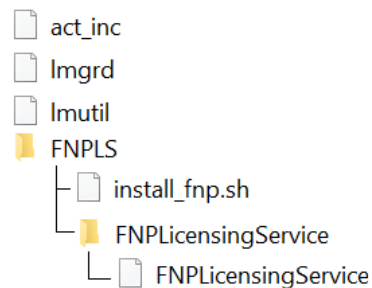 act_inc
lmgrd
lmutil
FNPLS
install_fnp.sh
FNPLicensingService
FNPLicensingService